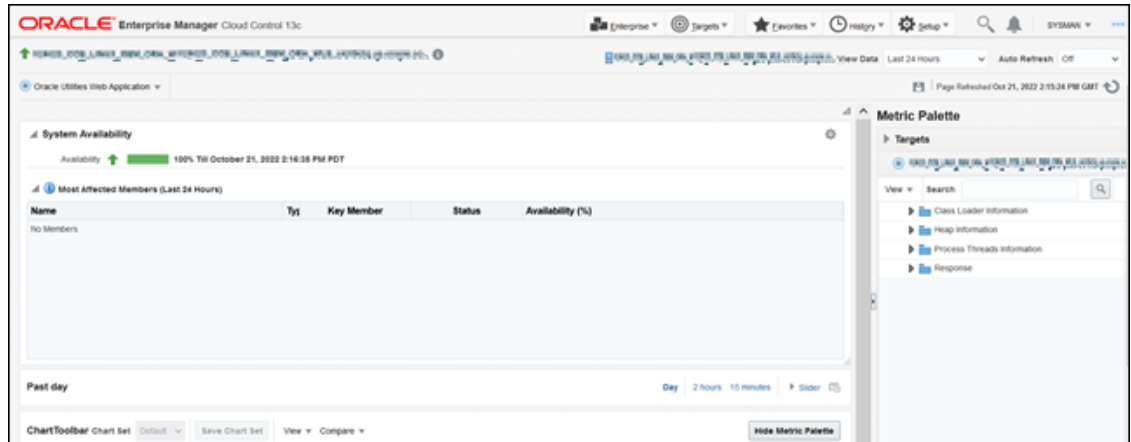 ORACLE Enterprise Manager Cloud Control 13c
Enterprise Targets Favorites History Setup SYSMAN
View Data Last 24 Hours Auto Refresh Off
Oracle Utilities Web Application
Page Refreshed Oct 21, 2022 2:15:24 PM GMT
System Availability
Availability 100% Till October 21, 2022 2:16:35 PM PDT
Most Affected Members (Last 24 Hours)
Name Typ Key Member Status Availability (%)
No Members
Past day
Day 2 hours 15 minutes Slider
ChartToolbar Chart Set Default Save Chart Set View Compare Hide Metric Palette
Metric Palette
Targets
View Search
Class Loader Information
Heap Information
Process Threads Information
Response